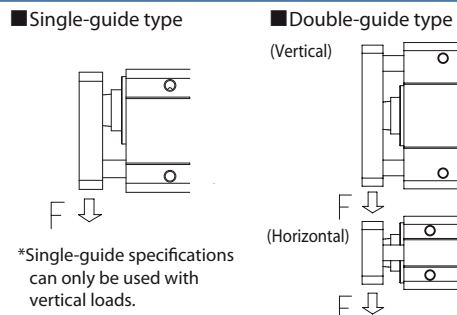 ■Single-guide type
F
*Single-guide specifications
can only be used with
vertical loads.
■Double-guide type
(Vertical)
F
(Horizontal)
F